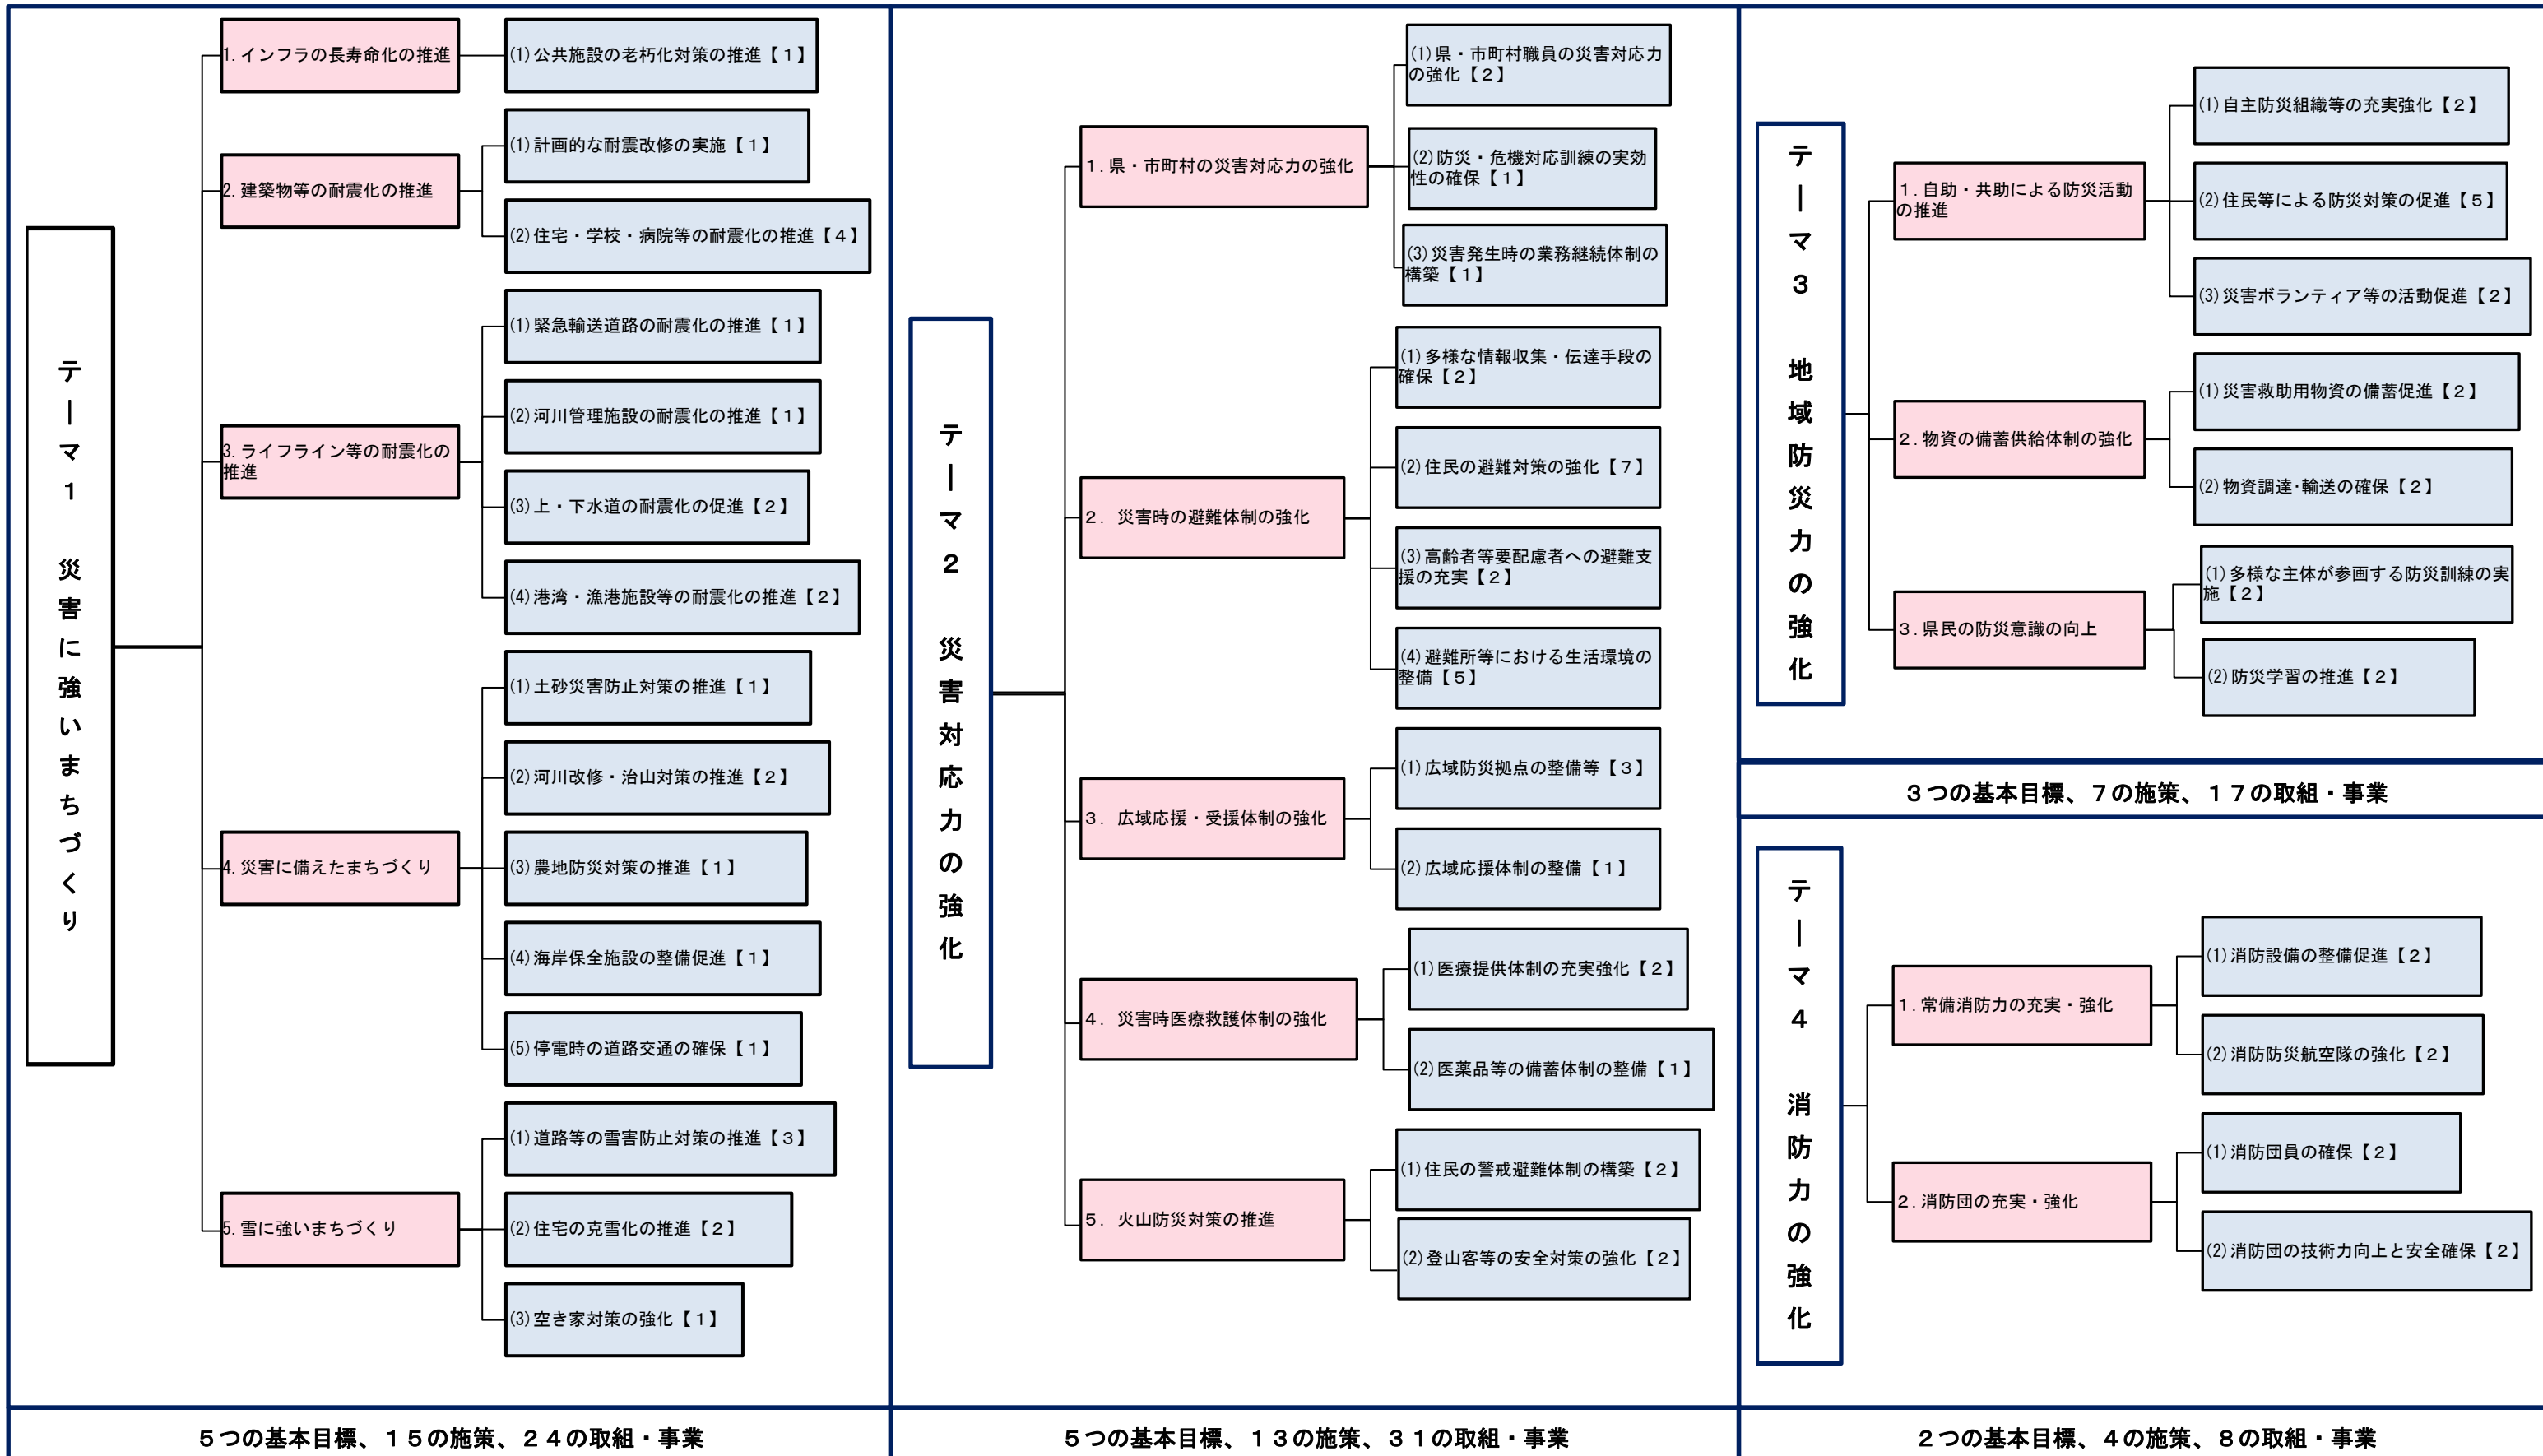 テーマ１　災害に強いまちづくり
1.インフラの長寿命化の推進
(1)公共施設の老朽化対策の推進【１】
2.建築物等の耐震化の推進
(1)計画的な耐震改修の実施【１】
(2)住宅・学校・病院等の耐震化の推進【４】
3.ライフライン等の耐震化の
推進
(1)緊急輸送道路の耐震化の推進【１】
(2)河川管理施設の耐震化の推進【１】
(3)上・下水道の耐震化の促進【２】
(4)港湾・漁港施設等の耐震化の推進【２】
4.災害に備えたまちづくり
(1)土砂災害防止対策の推進【１】
(2)河川改修・治山対策の推進【２】
(3)農地防災対策の推進【１】
(4)海岸保全施設の整備促進【１】
(5)停電時の道路交通の確保【１】
5.雪に強いまちづくり
(1)道路等の雪害防止対策の推進【３】
(2)住宅の克雪化の推進【２】
(3)空き家対策の強化【１】
５つの基本目標、１５の施策、２４の取組・事業
テーマ２　災害対応力の強化
１.県・市町村の災害対応力の強化
(1)県・市町村職員の災害対応力
の強化【２】
(2)防災・危機対応訓練の実効
性の確保【１】
(3)災害発生時の業務継続体制の
構築【１】
２．災害時の避難体制の強化
(1)多様な情報収集・伝達手段の
確保【２】
(2)住民の避難対策の強化【７】
(3)高齢者等要配慮者への避難支
援の充実【２】
(4)避難所等における生活環境の
整備【５】
３．広域応援・受援体制の強化
(1)広域防災拠点の整備等【３】
(2)広域応援体制の整備【１】
４．災害時医療救護体制の強化
(1)医療提供体制の充実強化【２】
(2)医薬品等の備蓄体制の整備【１】
５．火山防災対策の推進
(1)住民の警戒避難体制の構築【２】
(2)登山客等の安全対策の強化【２】
５つの基本目標、１３の施策、３１の取組・事業
テーマ３　地域防災力の強化
１.自助・共助による防災活動
の推進
(1)自主防災組織等の充実強化【２】
(2)住民等による防災対策の促進【５】
(3)災害ボランティア等の活動促進【２】
２.物資の備蓄供給体制の強化
(1)災害救助用物資の備蓄促進【２】
(2)物資調達･輸送の確保【２】
３.県民の防災意識の向上
(1)多様な主体が参画する防災訓練の実
施【２】
(2)防災学習の推進【２】
３つの基本目標、７の施策、１７の取組・事業
テーマ４　消防力の強化
１.常備消防力の充実・強化
(1)消防設備の整備促進【２】
(2)消防防災航空隊の強化【２】
２.消防団の充実・強化
(1)消防団員の確保【２】
(2)消防団の技術力向上と安全確保【２】
２つの基本目標、４の施策、８の取組・事業